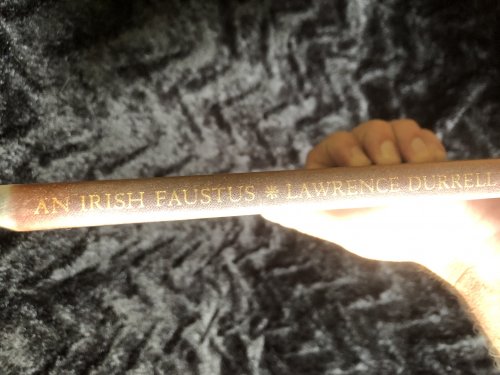 AN IRISH FAUSTUS * LAWRENCE DURRELL